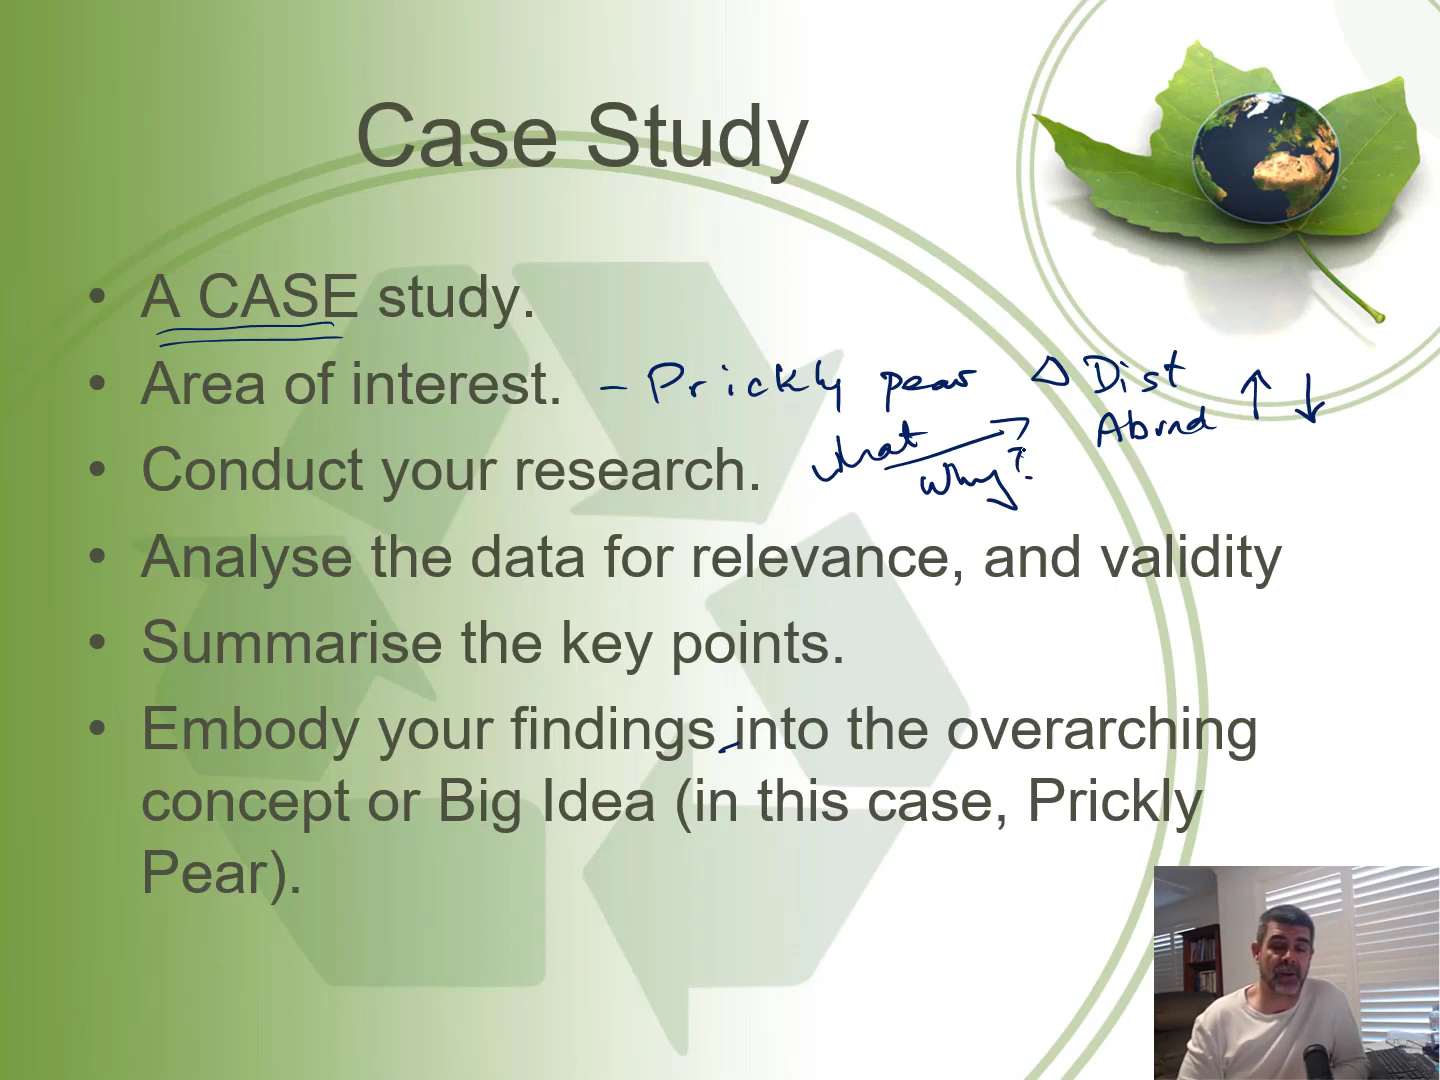 Case Study
• A CASE study.
• Area of interest. – Prickly pear Δ Dist ↑ ↓
Abund
• Conduct your research. what why?
• Analyse the data for relevance, and validity
• Summarise the key points.
• Embody your findings into the overarching
concept or Big Idea (in this case, Prickly
Pear).